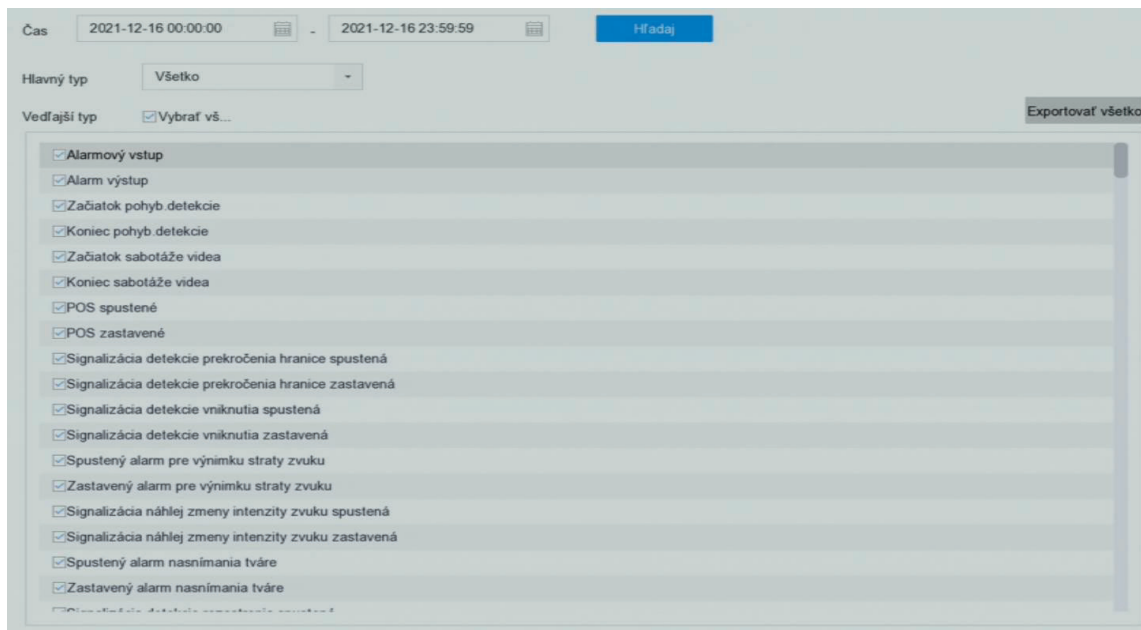 Čas 2021-12-16 00:00:00 - 2021-12-16 23:59:59 Hľadaj
Hlavný typ Všetko
Vedľajší typ Vybrať vš...
Exportovať všetko
Alarmový vstup
Alarm výstup
Začiatok pohyb.detekcie
Koniec pohyb.detekcie
Začiatok sabotáže videa
Koniec sabotáže videa
POS spustené
POS zastavené
Signalizácia detekcie prekročenia hranice spustená
Signalizácia detekcie prekročenia hranice zastavená
Signalizácia detekcie vniknutia spustená
Signalizácia detekcie vniknutia zastavená
Spustený alarm pre výnimku straty zvuku
Zastavený alarm pre výnimku straty zvuku
Signalizácia náhlej zmeny intenzity zvuku spustená
Signalizácia náhlej zmeny intenzity zvuku zastavená
Spustený alarm nasnímania tváre
Zastavený alarm nasnímania tváre